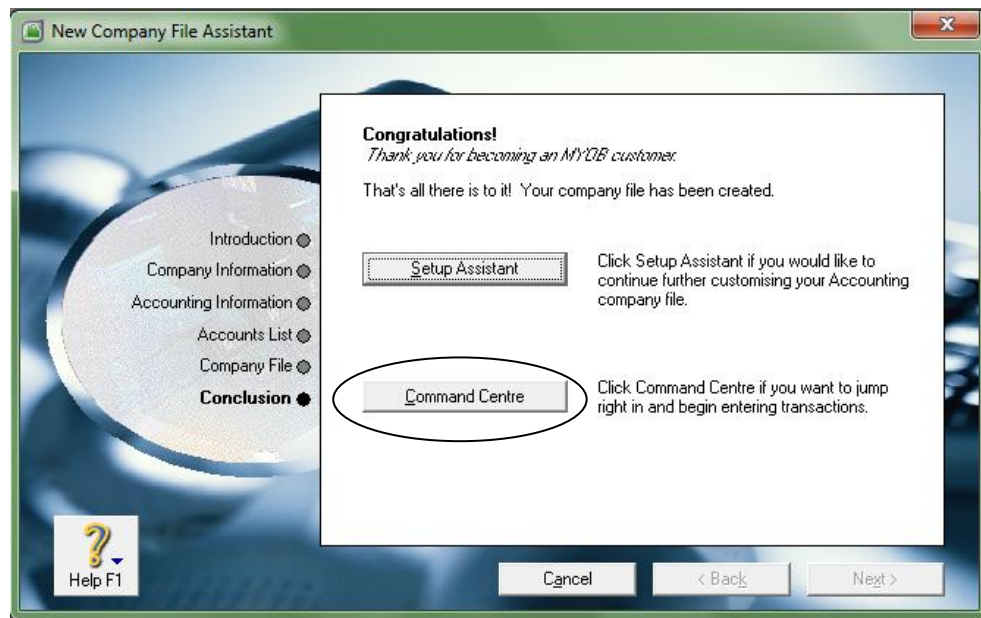 New Company File Assistant
Congratulations!
Thank you for becoming an MYOB customer.
That's all there is to it! Your company file has been created.
Introduction
Company Information
Accounting Information
Accounts List
Company File
Conclusion
Setup Assistant
Click Setup Assistant if you would like to
continue further customising your Accounting
company file.
Command Centre
Click Command Centre if you want to jump
right in and begin entering transactions.
?
Help F1
Cancel
< Back
Next >